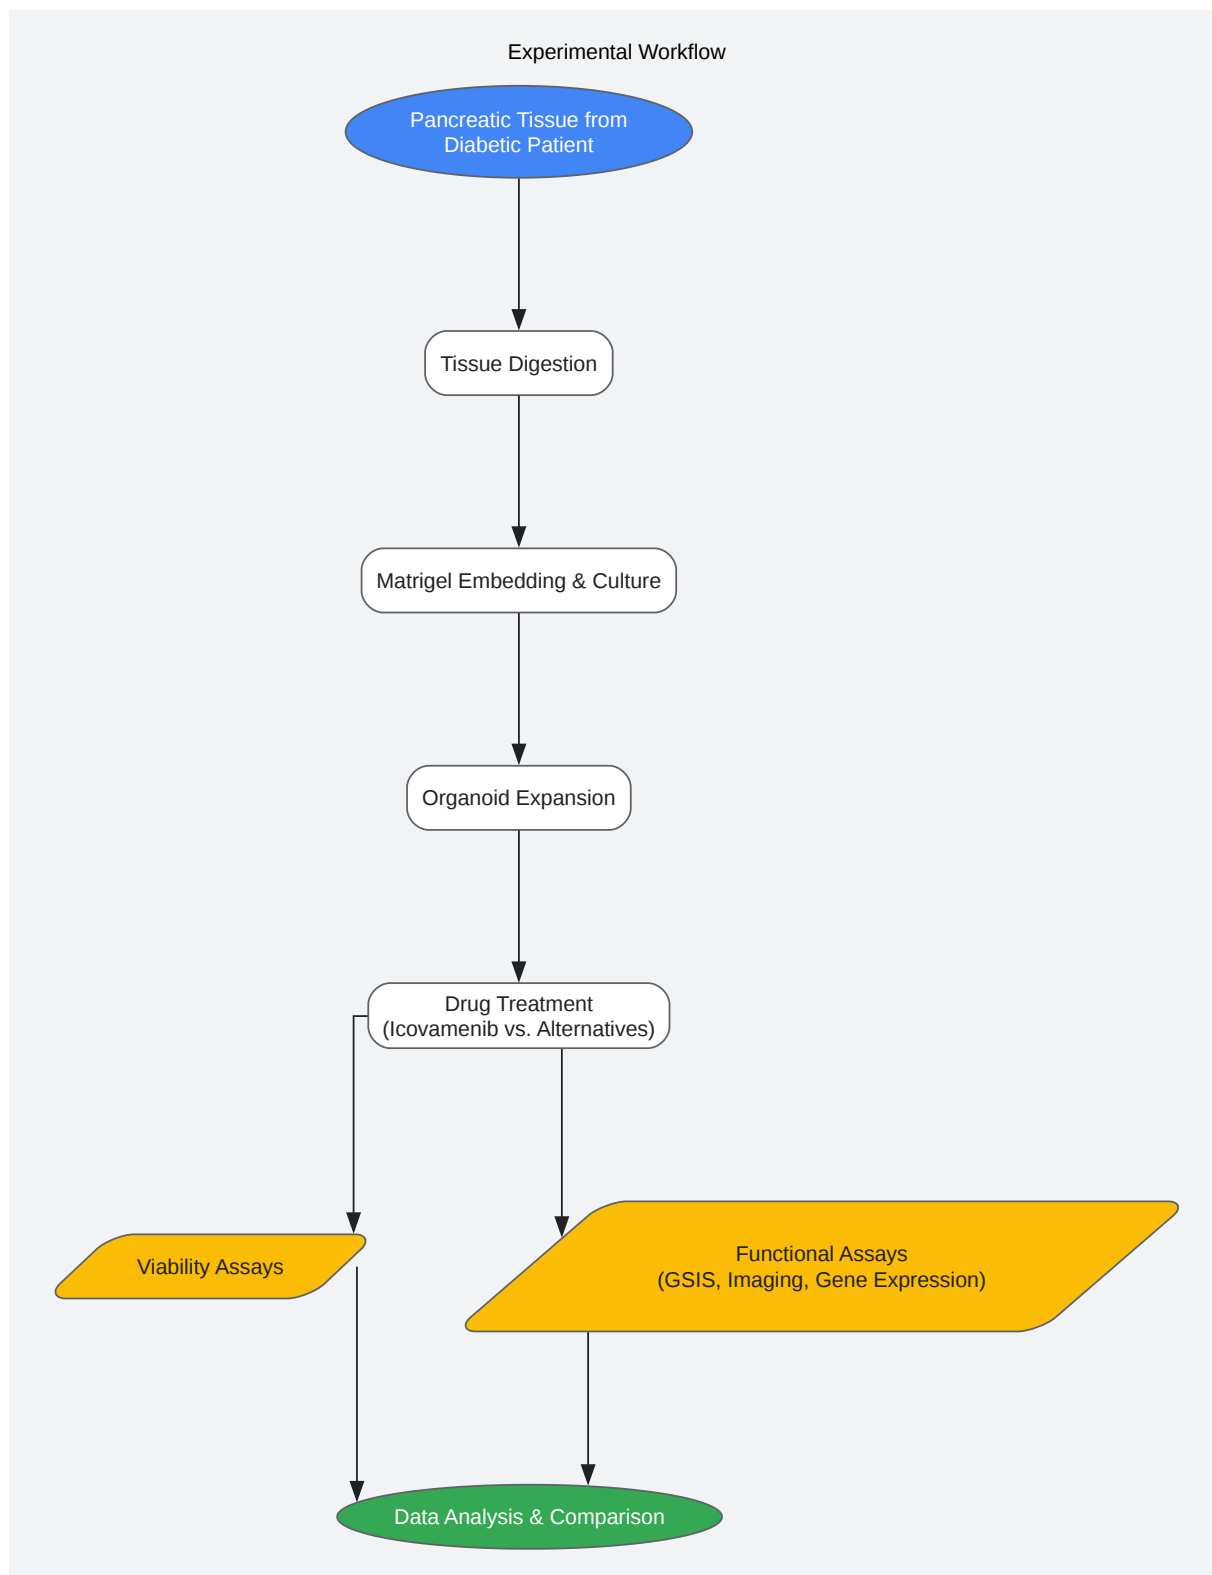 Experimental Workflow
Pancreatic Tissue from
Diabetic Patient
Tissue Digestion
Matrigel Embedding & Culture
Organoid Expansion
Drug Treatment
(Icovamenib vs. Alternatives)
Viability Assays
Functional Assays
(GSIS, Imaging, Gene Expression)
Data Analysis & Comparison